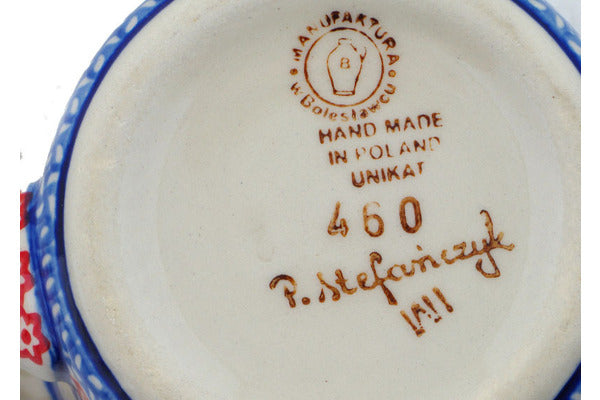 MANUFAKTURA
w Bolesławcu
B
HAND MADE
IN POLAND
UNIKAT
460
P. Stefańczyk